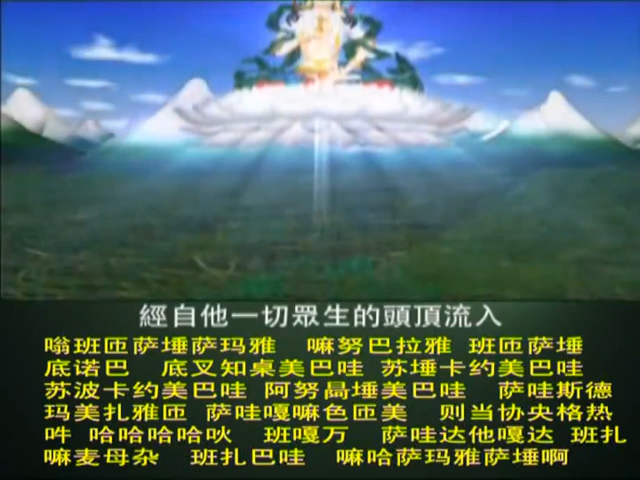 經自他一切眾生的頭頂流入
嗡班匝萨埵萨玛雅 嘛努巴拉雅 班匝萨埵
底诺巴 底叉知桌美巴哇 苏埵卡约美巴哇
苏波卡约美巴哇 阿努晑埵美巴哇 萨哇斯德
玛美扎雅匝 萨哇嘎嘛色匝美 则当协央格热
吽 哈哈哈哈吙 班嘎万 萨哇达他嘎达 班扎
嘛麦母杂 班扎巴哇 嘛哈萨玛雅萨埵啊